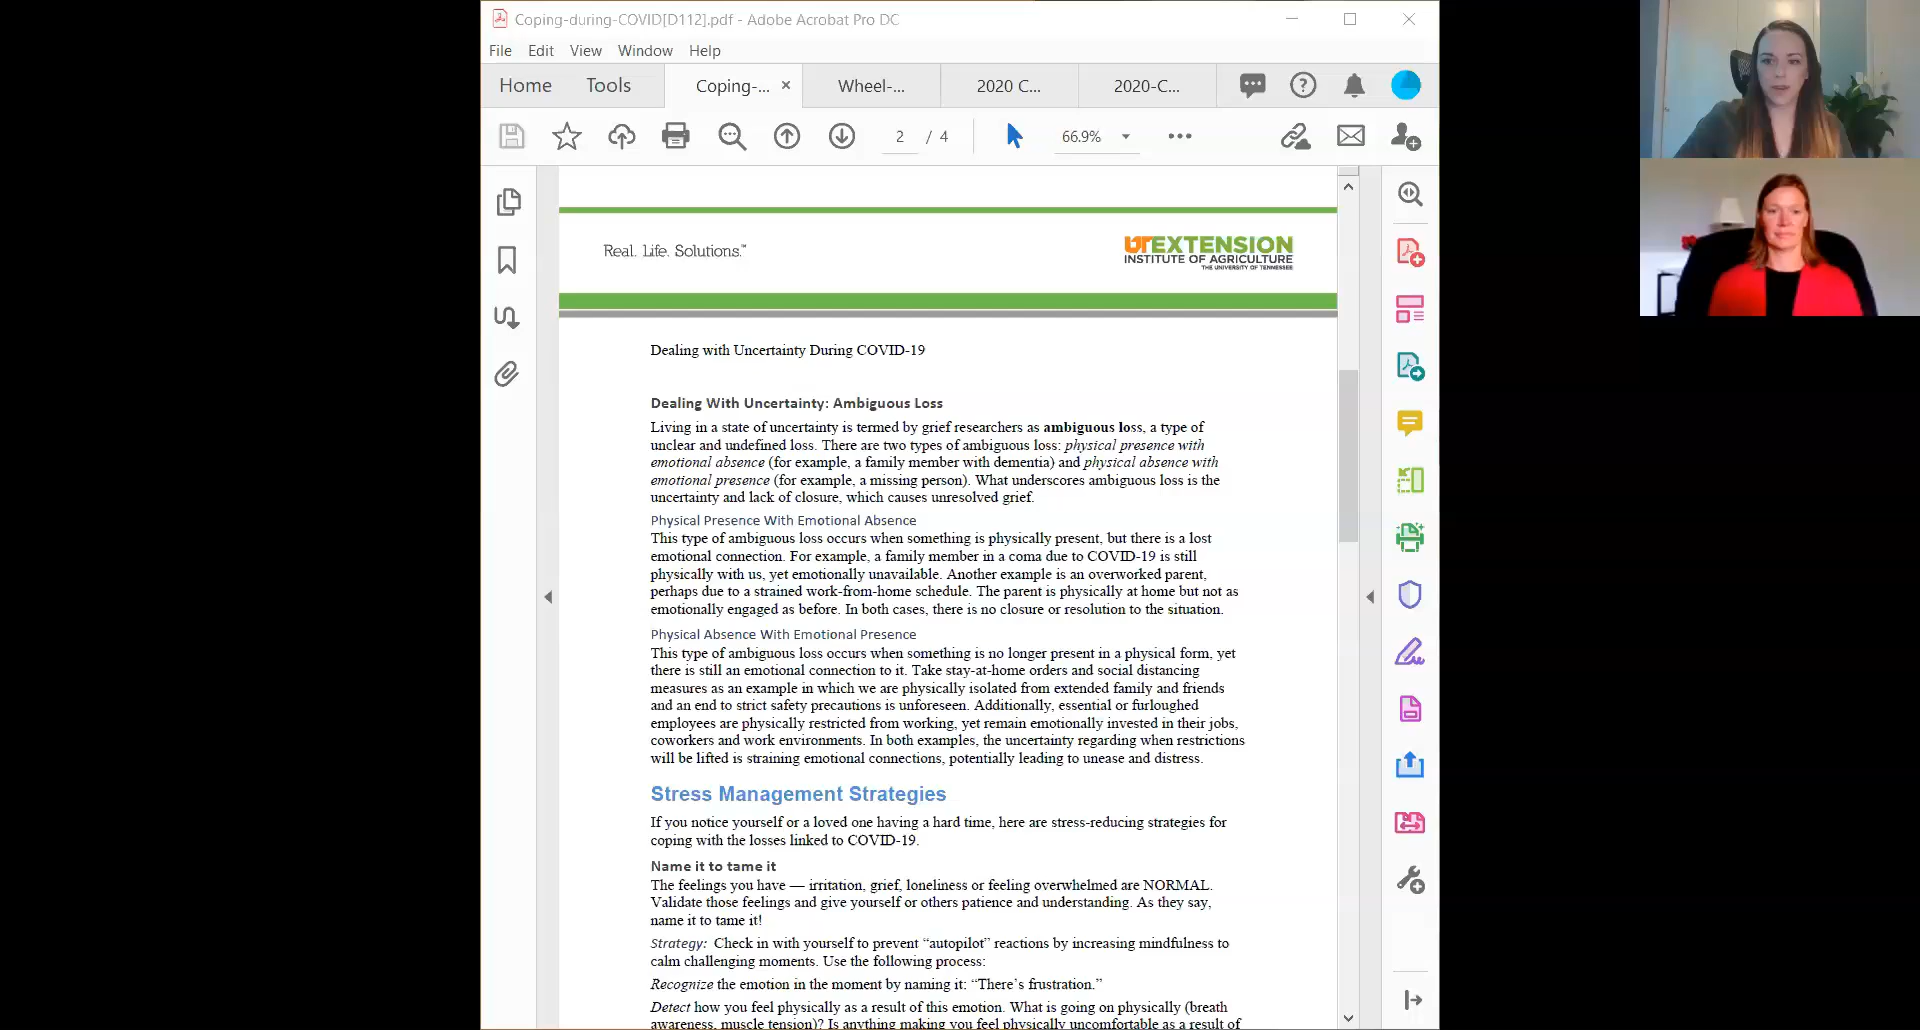 Coping-during-COVID[D112].pdf - Adobe Acrobat Pro DC
File Edit View Window Help
Home Tools Coping-... × Wheel-... 2020 C... 2020-C...
2 / 4 66.9%
Real. Life. Solutions.™
UTEXTENSION
INSTITUTE OF AGRICULTURE
THE UNIVERSITY OF TENNESSEE
Dealing with Uncertainty During COVID-19
Dealing With Uncertainty: Ambiguous Loss
Living in a state of uncertainty is termed by grief researchers as ambiguous loss, a type of
unclear and undefined loss. There are two types of ambiguous loss: physical presence with
emotional absence (for example, a family member with dementia) and physical absence with
emotional presence (for example, a missing person). What underscores ambiguous loss is the
uncertainty and lack of closure, which causes unresolved grief.
Physical Presence With Emotional Absence
This type of ambiguous loss occurs when something is physically present, but there is a lost
emotional connection. For example, a family member in a coma due to COVID-19 is still
physically with us, yet emotionally unavailable. Another example is an overworked parent,
perhaps due to a strained work-from-home schedule. The parent is physically at home but not as
emotionally engaged as before. In both cases, there is no closure or resolution to the situation.
Physical Absence With Emotional Presence
This type of ambiguous loss occurs when something is no longer present in a physical form, yet
there is still an emotional connection to it. Take stay-at-home orders and social distancing
measures as an example in which we are physically isolated from extended family and friends
and an end to strict safety precautions is unforeseen. Additionally, essential or furloughed
employees are physically restricted from working, yet remain emotionally invested in their jobs,
coworkers and work environments. In both examples, the uncertainty regarding when restrictions
will be lifted is straining emotional connections, potentially leading to unease and distress.
Stress Management Strategies
If you notice yourself or a loved one having a hard time, here are stress-reducing strategies for
coping with the losses linked to COVID-19.
Name it to tame it
The feelings you have — irritation, grief, loneliness or feeling overwhelmed are NORMAL.
Validate those feelings and give yourself or others patience and understanding. As they say,
name it to tame it!
Strategy: Check in with yourself to prevent “autopilot” reactions by increasing mindfulness to
calm challenging moments. Use the following process:
Recognize the emotion in the moment by naming it: “There’s frustration.”
Detect how you feel physically as a result of this emotion. What is going on physically (breath
awareness, muscle tension)? Is anything making you feel physically uncomfortable as a result of